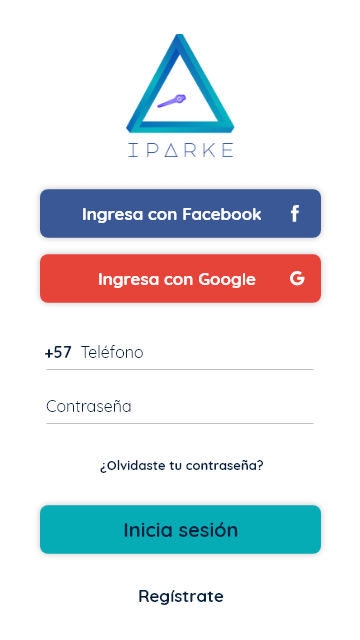 IPARKE
Ingresa con Facebook f
Ingresa con Google G
+57 Teléfono
Contraseña
¿Olvidaste tu contraseña?
Inicia sesión
Regístrate